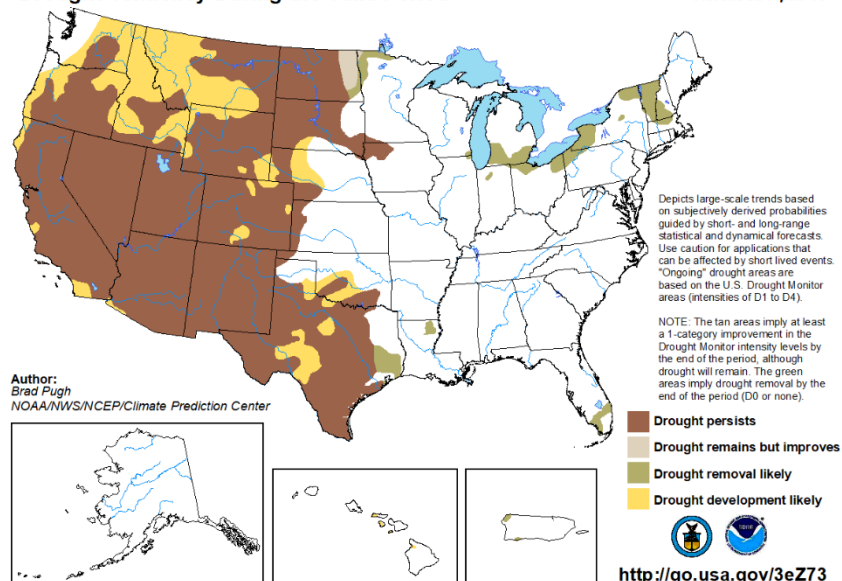 Depicts large-scale trends based
on subjectively derived probabilities
guided by short- and long-range
statistical and dynamical forecasts.
Use caution for applications that
can be affected by short lived events.
"Ongoing" drought areas are
based on the U.S. Drought Monitor
areas (intensities of D1 to D4).
NOTE: The tan areas imply at least
a 1-category improvement in the
Drought Monitor intensity levels by
the end of the period, although
drought will remain. The green
areas imply drought removal by the
end of the period (D0 or none).
Author:
Brad Pugh
NOAA/NWS/NCEP/Climate Prediction Center
Drought persists
Drought remains but improves
Drought removal likely
Drought development likely
http://go.usa.gov/3eZ73